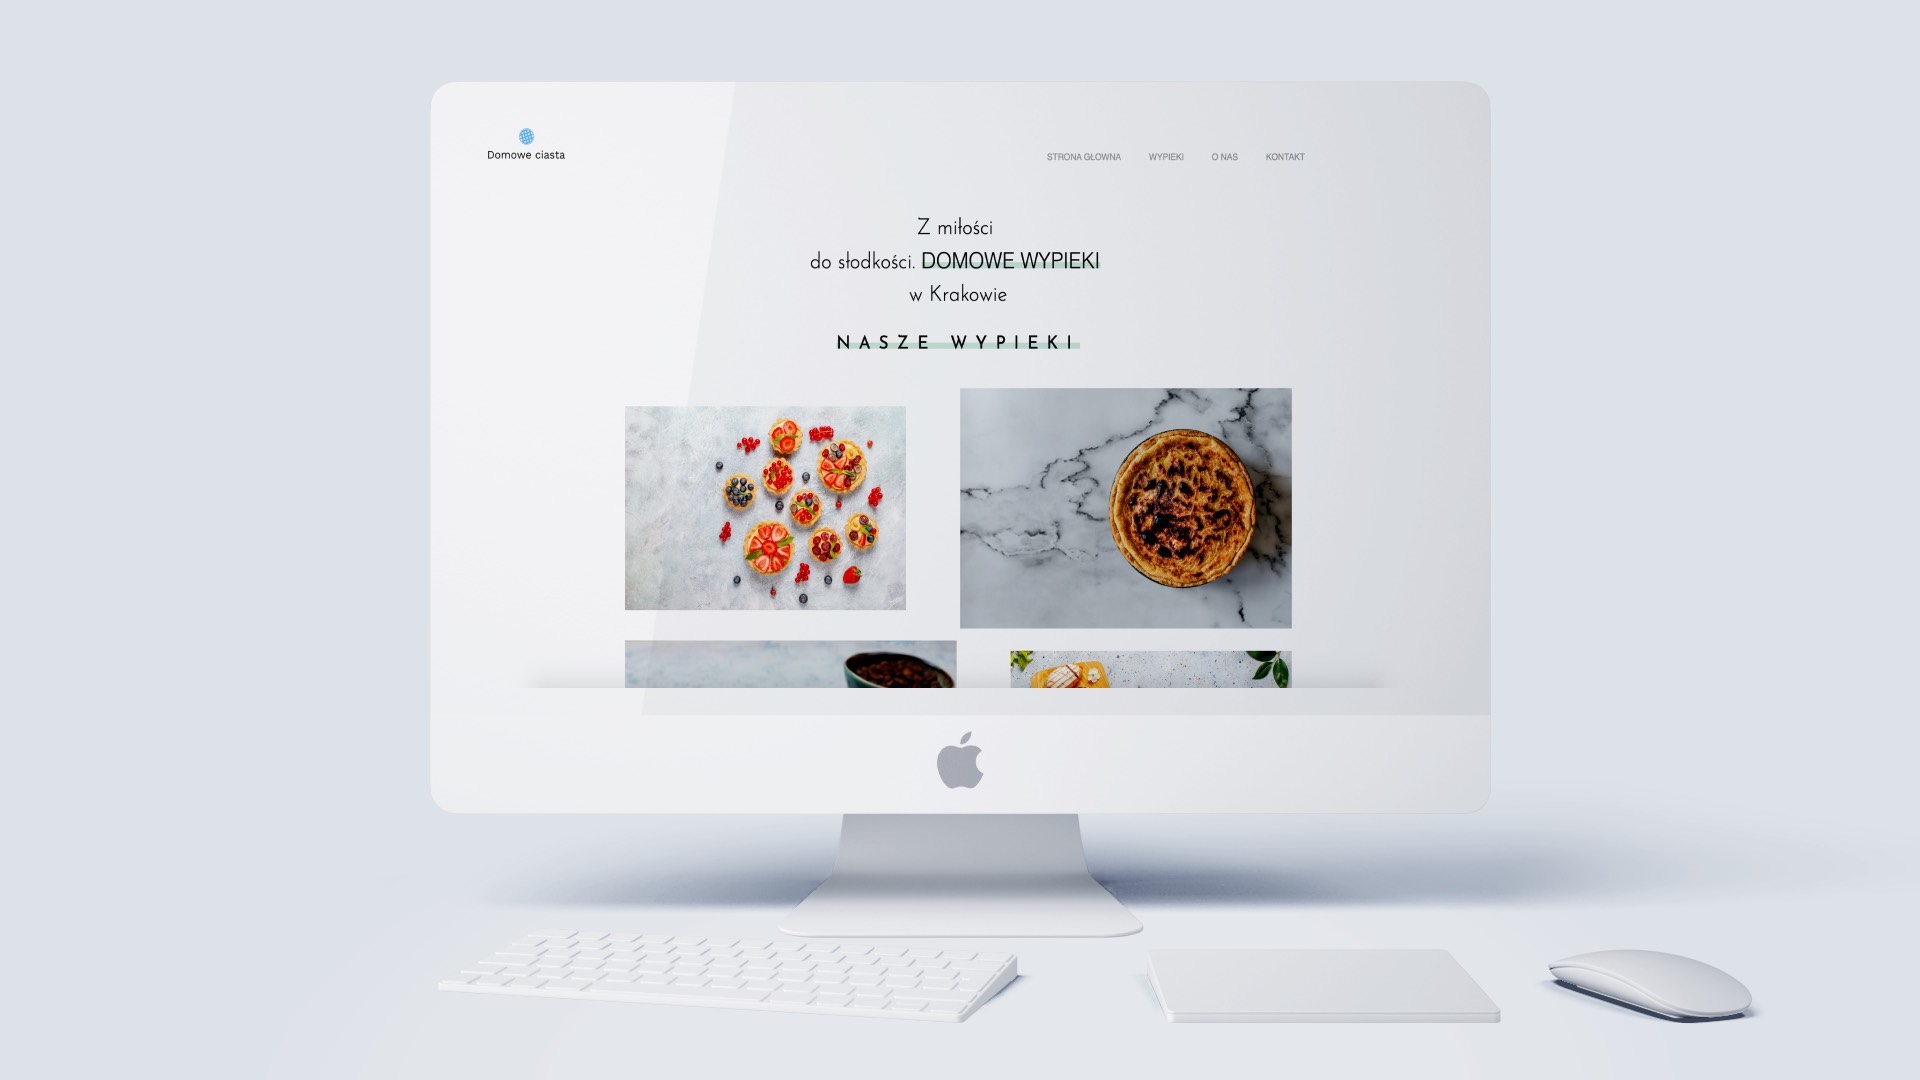 Domowe ciasta
STRONA GŁOWNA WYPIEKI O NAS KONTAKT
Z miłości
do słodkości. DOMOWE WYPIEKI
w Krakowie
NASZE WYPIEKI